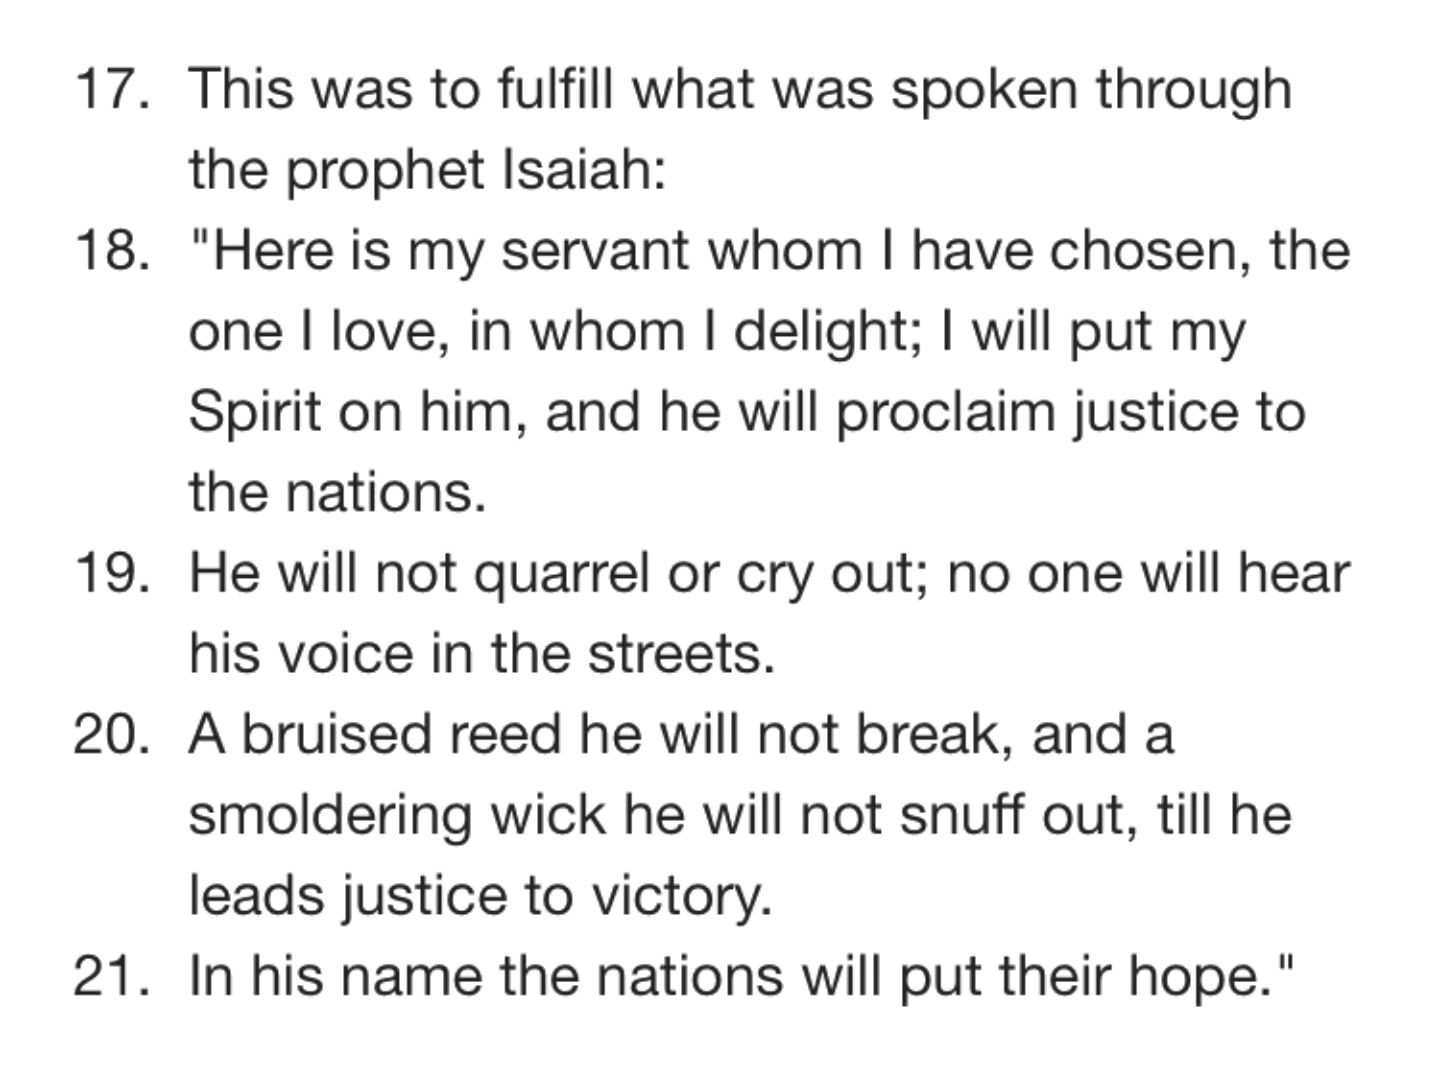 17. This was to fulfill what was spoken through
the prophet Isaiah:
18. "Here is my servant whom I have chosen, the
one I love, in whom I delight; I will put my
Spirit on him, and he will proclaim justice to
the nations.
19. He will not quarrel or cry out; no one will hear
his voice in the streets.
20. A bruised reed he will not break, and a
smoldering wick he will not snuff out, till he
leads justice to victory.
21. In his name the nations will put their hope."